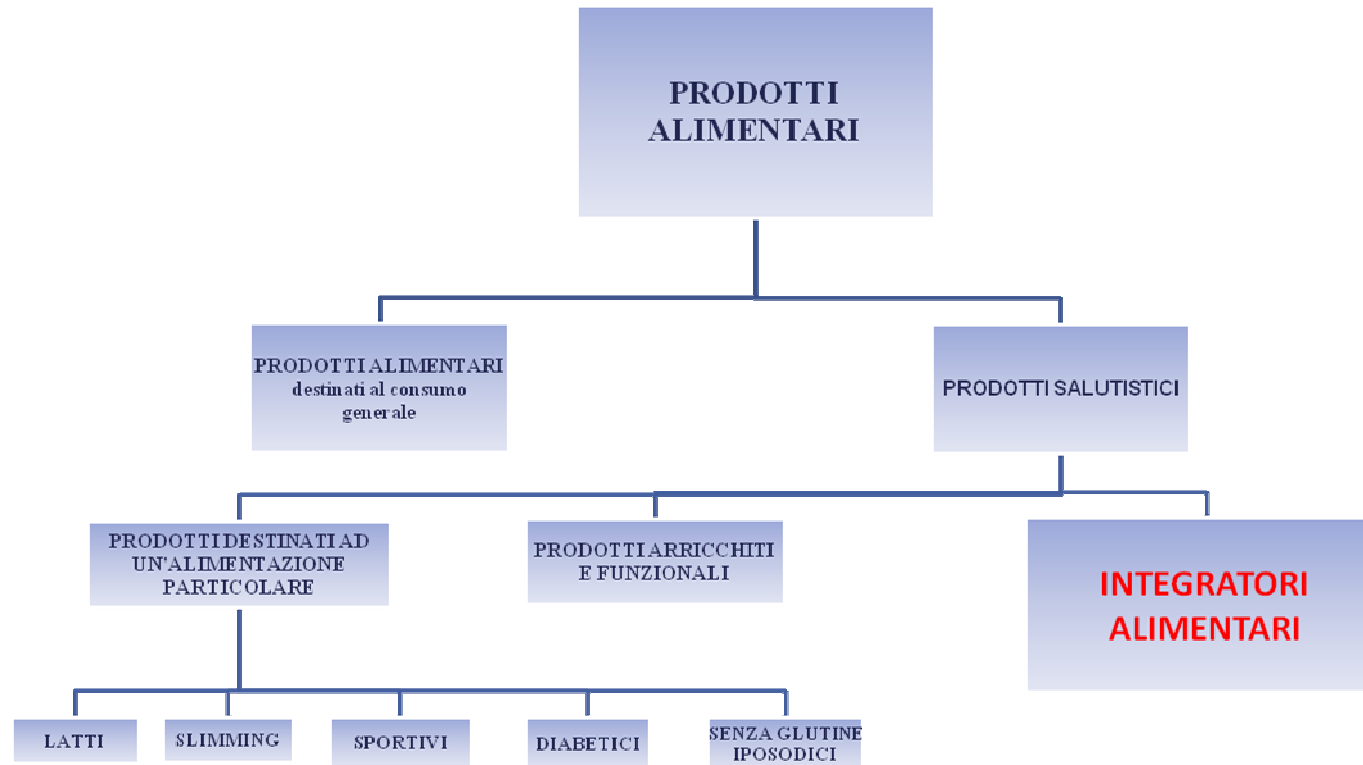 PRODOTTI
ALIMENTARI
PRODOTTI ALIMENTARI
destinati al consumo
generale
PRODOTTI SALUTISTICI
PRODOTTI DESTINATI AD
UN'ALIMENTAZIONE
PARTICOLARE
PRODOTTI ARRICCHITI
E FUNZIONALI
INTEGRATORI
ALIMENTARI
LATTI
SLIMMING
SPORTIVI
DIABETICI
SENZA GLUTINE
IPOSODICI